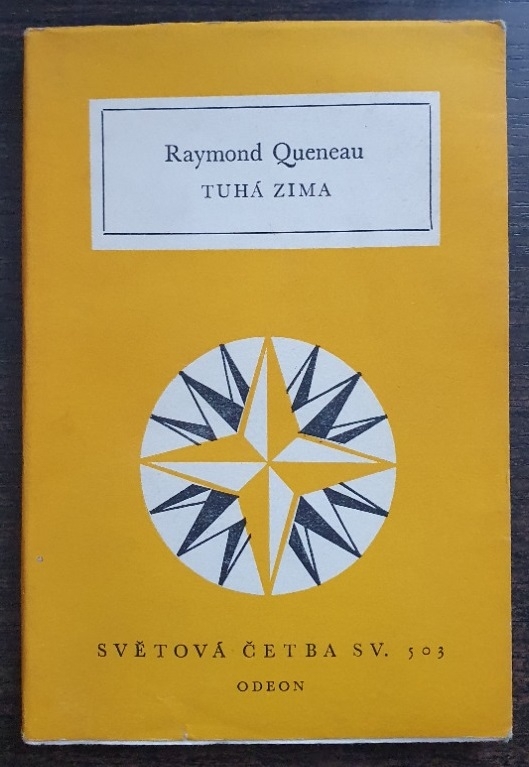 Raymond Queneau
TUHÁ ZIMA
SVĚTOVÁ ČETBA SV. 503
ODEON